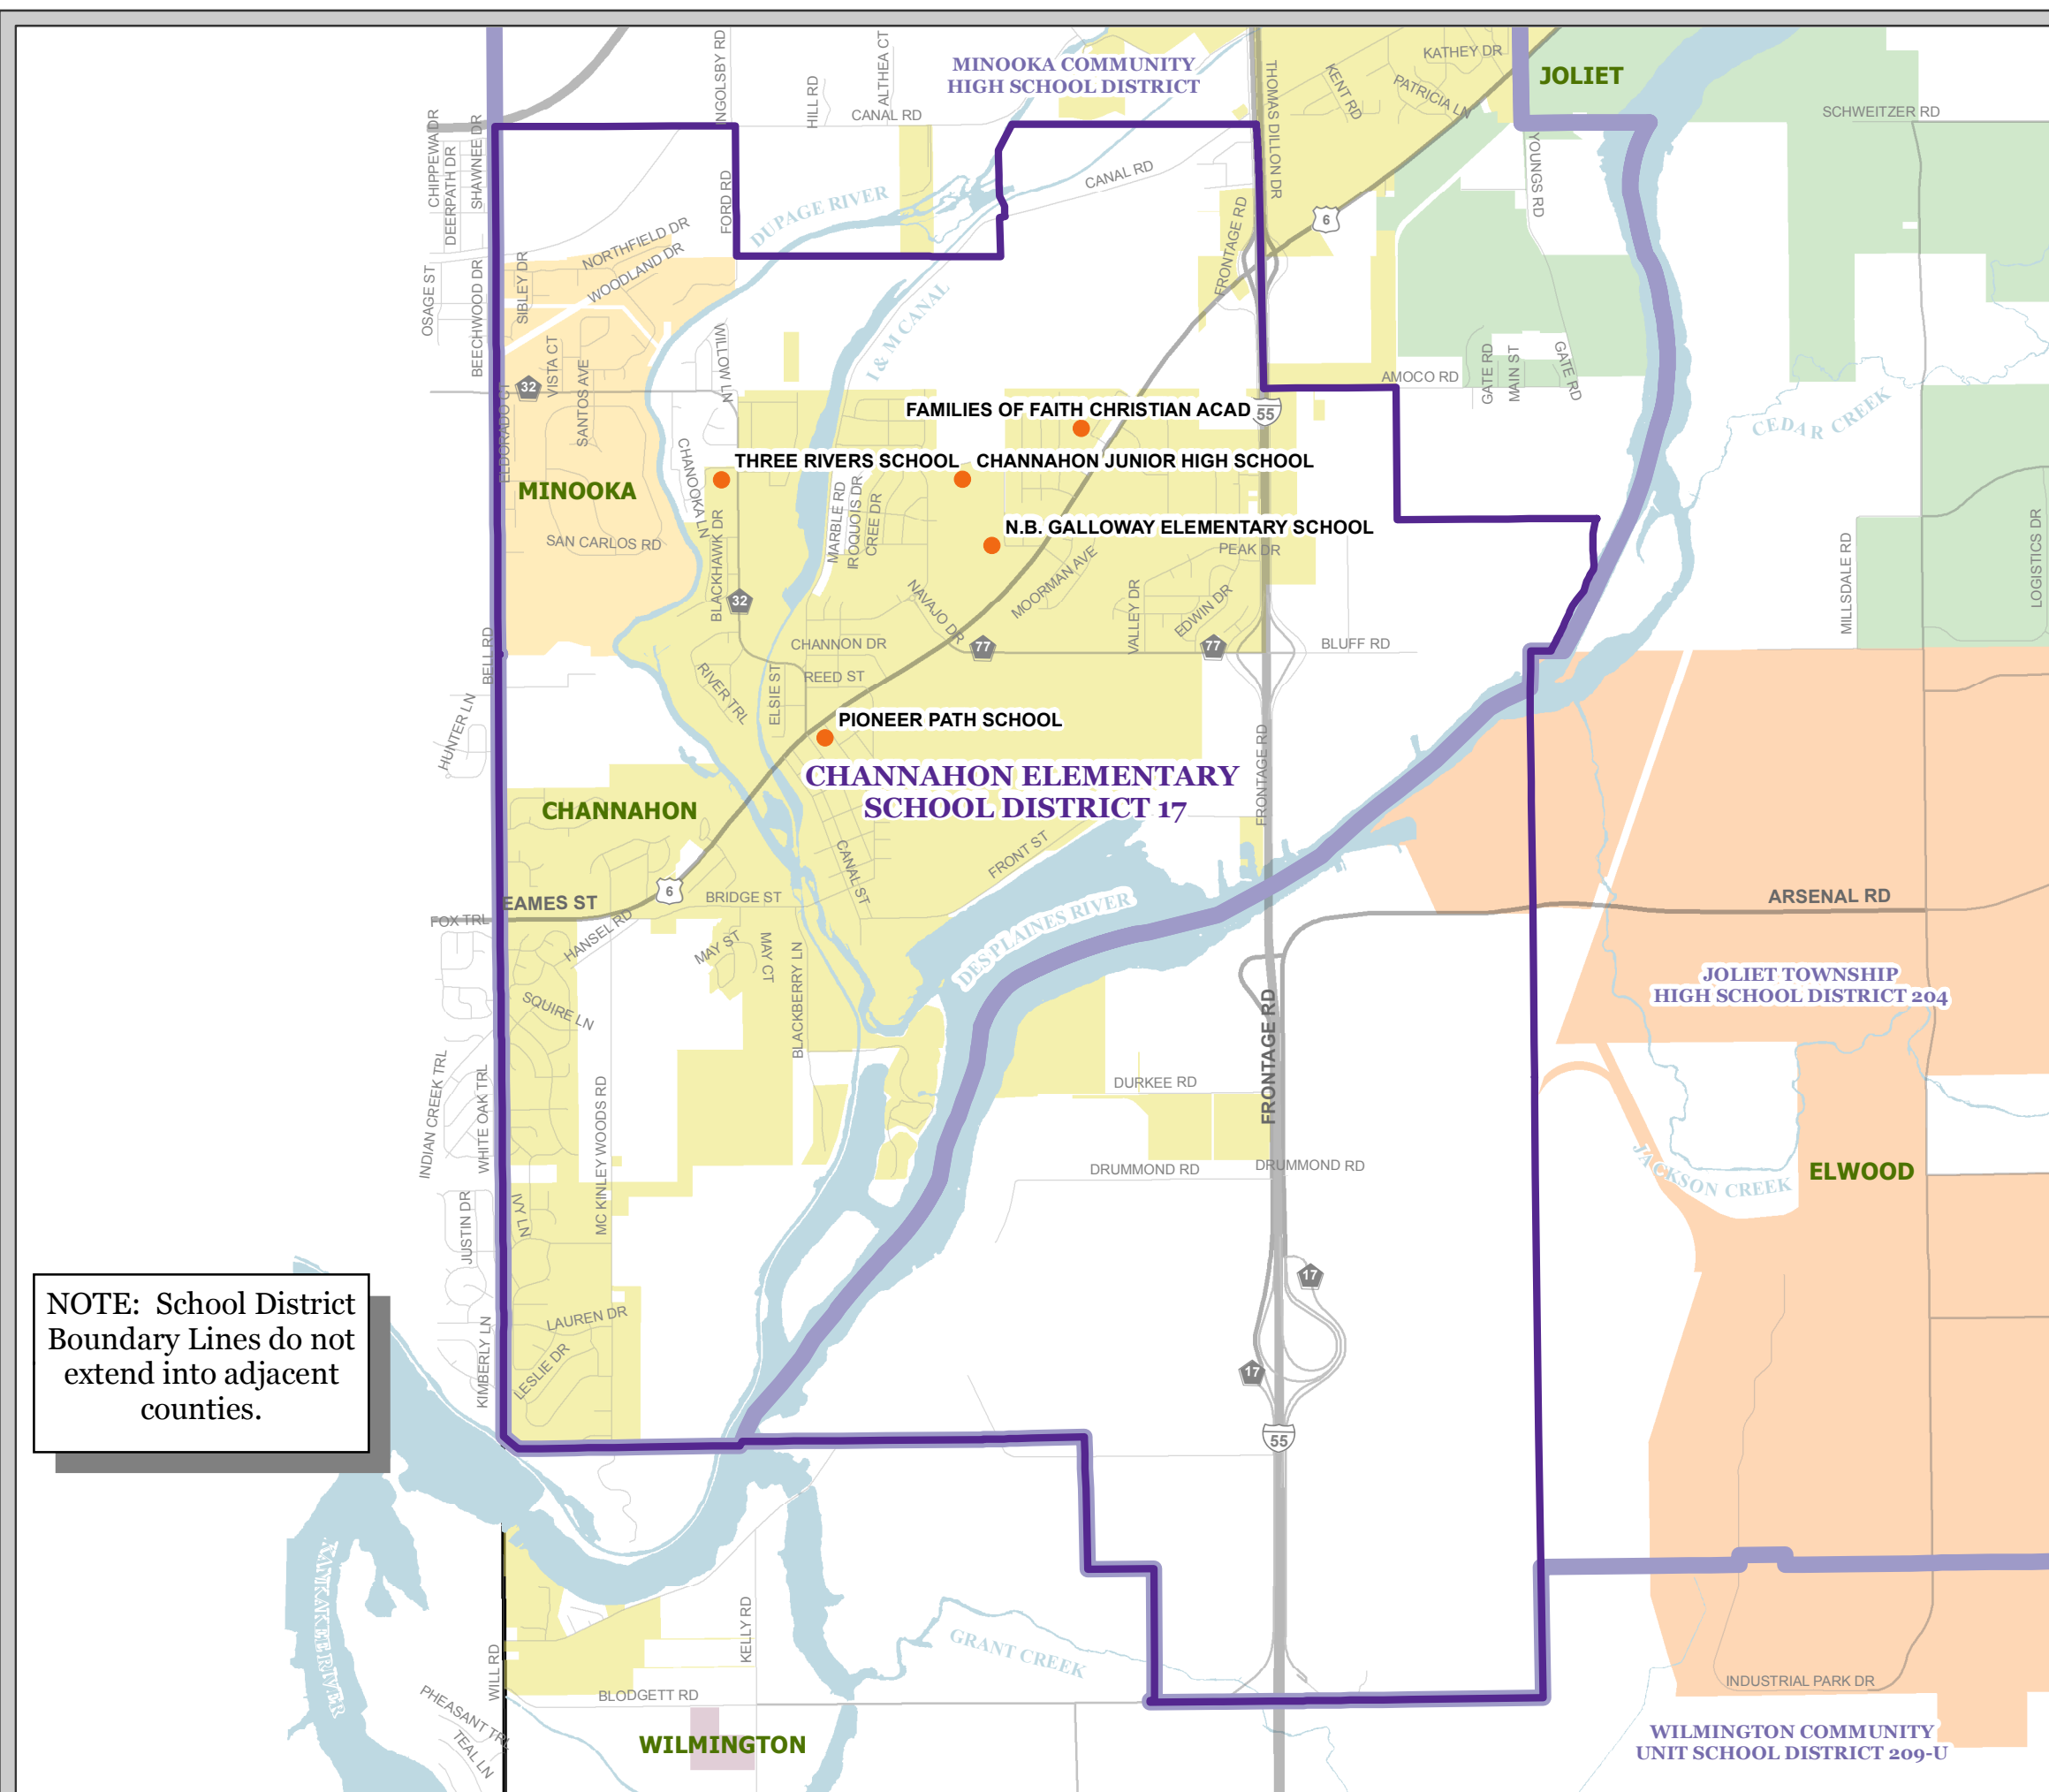 INGOLSBY RD
HILL RD
ALTHEA CT
CANAL RD
MINOOKA COMMUNITY
HIGH SCHOOL DISTRICT
THOMAS DILLON DR
KENT RD
KATHEY DR
PATRICIA LN
JOLIET
SCHWEITZER RD
CHIPPEWA DR
DEERPATH DR
SHAWNEE DR
FORD RD
DUPAGE RIVER
CANAL RD
FRONTAGE RD
6
YOUNGS RD
NORTHFIELD DR
WOODLAND DR
OSAGE ST
BEECHWOOD DR
SIBLEY DR
VISTA CT
SANTOS AVE
WILLOW LN
I & M CANAL
32
ELDORADO CT
AMOCO RD
GATE RD
MAIN ST
GATE RD
CEDAR CREEK
FAMILIES OF FAITH CHRISTIAN ACAD
55
THREE RIVERS SCHOOL
CHANNAHON JUNIOR HIGH SCHOOL
MINOOKA
CHANOOKA LN
BLACKHAWK DR
MARBLE RD
IROQUOIS DR
CREE DR
N.B. GALLOWAY ELEMENTARY SCHOOL
SAN CARLOS RD
PEAK DR
MOORMAN AVE
MILLSDALE RD
LOGISTICS DR
32
NAVAJO DR
VALLEY DR
EDWIN DR
77
77
BLUFF RD
CHANNON DR
REED ST
BELL RD
RIVER TRL
ELSIE ST
HUNTER LN
PIONEER PATH SCHOOL
FRONTAGE RD
CHANNAHON ELEMENTARY
SCHOOL DISTRICT 17
CHANNAHON
CANAL ST
FRONT ST
6
BRIDGE ST
EAMES ST
FOX TRL
HANSEL RD
MAY ST
MAY CT
BLACKBERRY LN
DES PLAINES RIVER
ARSENAL RD
JOLIET TOWNSHIP
HIGH SCHOOL DISTRICT 204
SQUIRE LN
FRONTAGE RD
INDIAN CREEK TRL
WHITE OAK TRL
MC KINLEY WOODS RD
DURKEE RD
DRUMMOND RD
DRUMMOND RD
JACKSON CREEK
ELWOOD
JUSTIN DR
IVY LN
17
NOTE: School District
Boundary Lines do not
extend into adjacent
counties.
LAUREN DR
LESLIE DR
KIMBERLY LN
17
55
KANKAKEE RIVER
KELLY RD
GRANT CREEK
WILL RD
BLODGETT RD
PHEASANT TRL
TEAL LN
WILMINGTON
INDUSTRIAL PARK DR
WILMINGTON COMMUNITY
UNIT SCHOOL DISTRICT 209-U